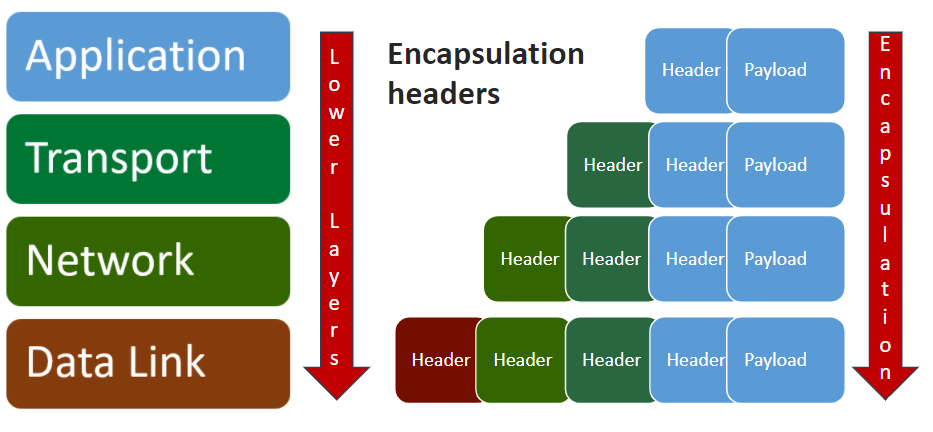 Application
Transport
Network
Data Link
Lower Layers
Encapsulation
headers
Header Payload
Header Header Payload
Header Header Header Payload
Header Header Header Header Payload
Encapsulation